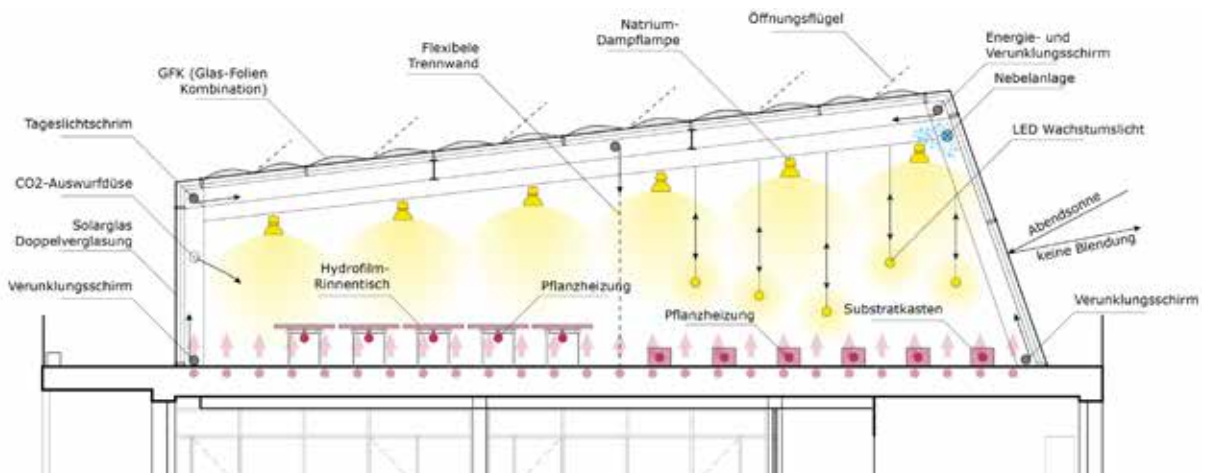 Öffnungsflügel
Natrium-
Dampflampe
Energie- und
Verunklungsschirm
Flexibele
Trennwand
GFK (Glas-Folien
Kombination)
Nebelanlage
Tageslichtschrim
LED Wachstumslicht
CO2-Auswurfdüse
Solarglas
Doppelverglasung
Abendsonne
keine Blendung
Hydrofilm-
Rinnentisch
Verunklungsschirm
Pflanzheizung
Pflanzheizung
Substratkasten
Verunklungsschirm